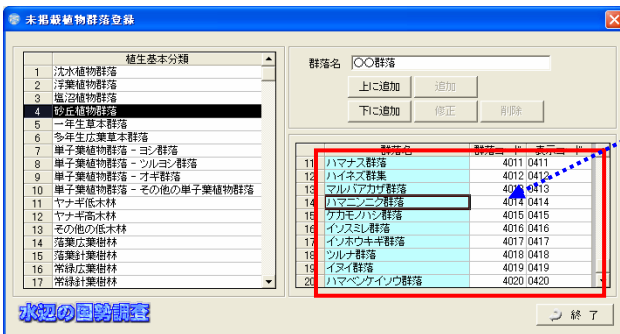 未掲載植物群落登録
植生基本分類
1 沈水植物群落
2 浮葉植物群落
3 塩沼植物群落
4 砂丘植物群落
5 一年生草本群落
6 多年生広葉草本群落
7 単子葉植物群落 - ヨシ群落
8 単子葉植物群落 - ツルヨシ群落
9 単子葉植物群落 - オギ群落
10 単子葉植物群落 - その他の単子葉植物群落
11 ヤナギ低木林
12 ヤナギ高木林
13 その他の低木林
14 落葉広葉樹林
15 落葉針葉樹林
16 常緑広葉樹林
17 常緑針葉樹林
群落名 〇〇群落
上に追加 追加
下に追加 修正 削除
群落名 群落コード 表示コード
11 ハマナス群落 4011 0411
12 ハイネズ群集 4012 0412
13 マルバアカザ群落 4013 0413
14 ハマニンニク群落 4014 0414
15 ケカモノハシ群落 4015 0415
16 イソスミレ群落 4016 0416
17 イソホウキギ群落 4017 0417
18 ツルナ群落 4018 0418
19 イヌイ群落 4019 0419
20 ハマベンケイソウ群落 4020 0420
水辺の国勢調査
終了